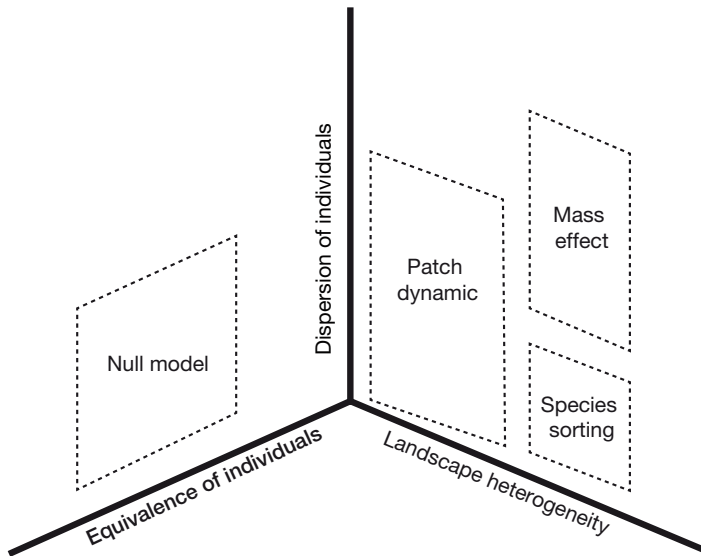 Dispersion of individuals
Mass
effect
Patch
dynamic
Null model
Species
sorting
Equivalence of individuals
Landscape heterogeneity